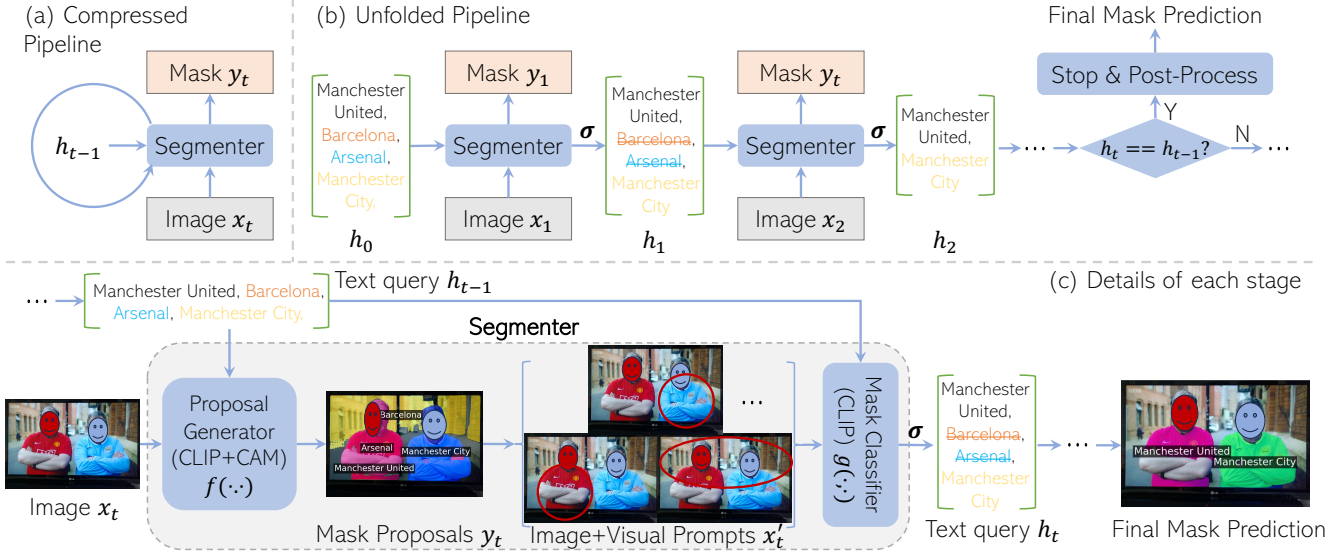 (a) Compressed
Pipeline
Mask y_t
h_{t−1}
Segmenter
Image x_t
(b) Unfolded Pipeline
Manchester
United,
Barcelona,
Arsenal,
Manchester
City,
h_0
Mask y_1
Segmenter
Image x_1
σ
Manchester
United,
Barcelona,
Arsenal,
Manchester
City
h_1
Mask y_t
Segmenter
Image x_2
σ
Manchester
United,
Manchester
City
h_2
...
h_t == h_{t−1}?
Y
N
...
Stop & Post-Process
Final Mask Prediction
(c) Details of each stage
...
Manchester United, Barcelona,
Arsenal, Manchester City,
Text query h_{t−1}
Segmenter
Image x_t
Proposal
Generator
(CLIP+CAM)
f(·,·)
Barcelona
Arsenal
Manchester City
Manchester United
Mask Proposals y_t
...
Image+Visual Prompts x′_t
Mask Classifier
(CLIP) g(·,·)
σ
Manchester
United,
Barcelona,
Arsenal,
Manchester
City
Text query h_t
...
Manchester United
Manchester City
Final Mask Prediction